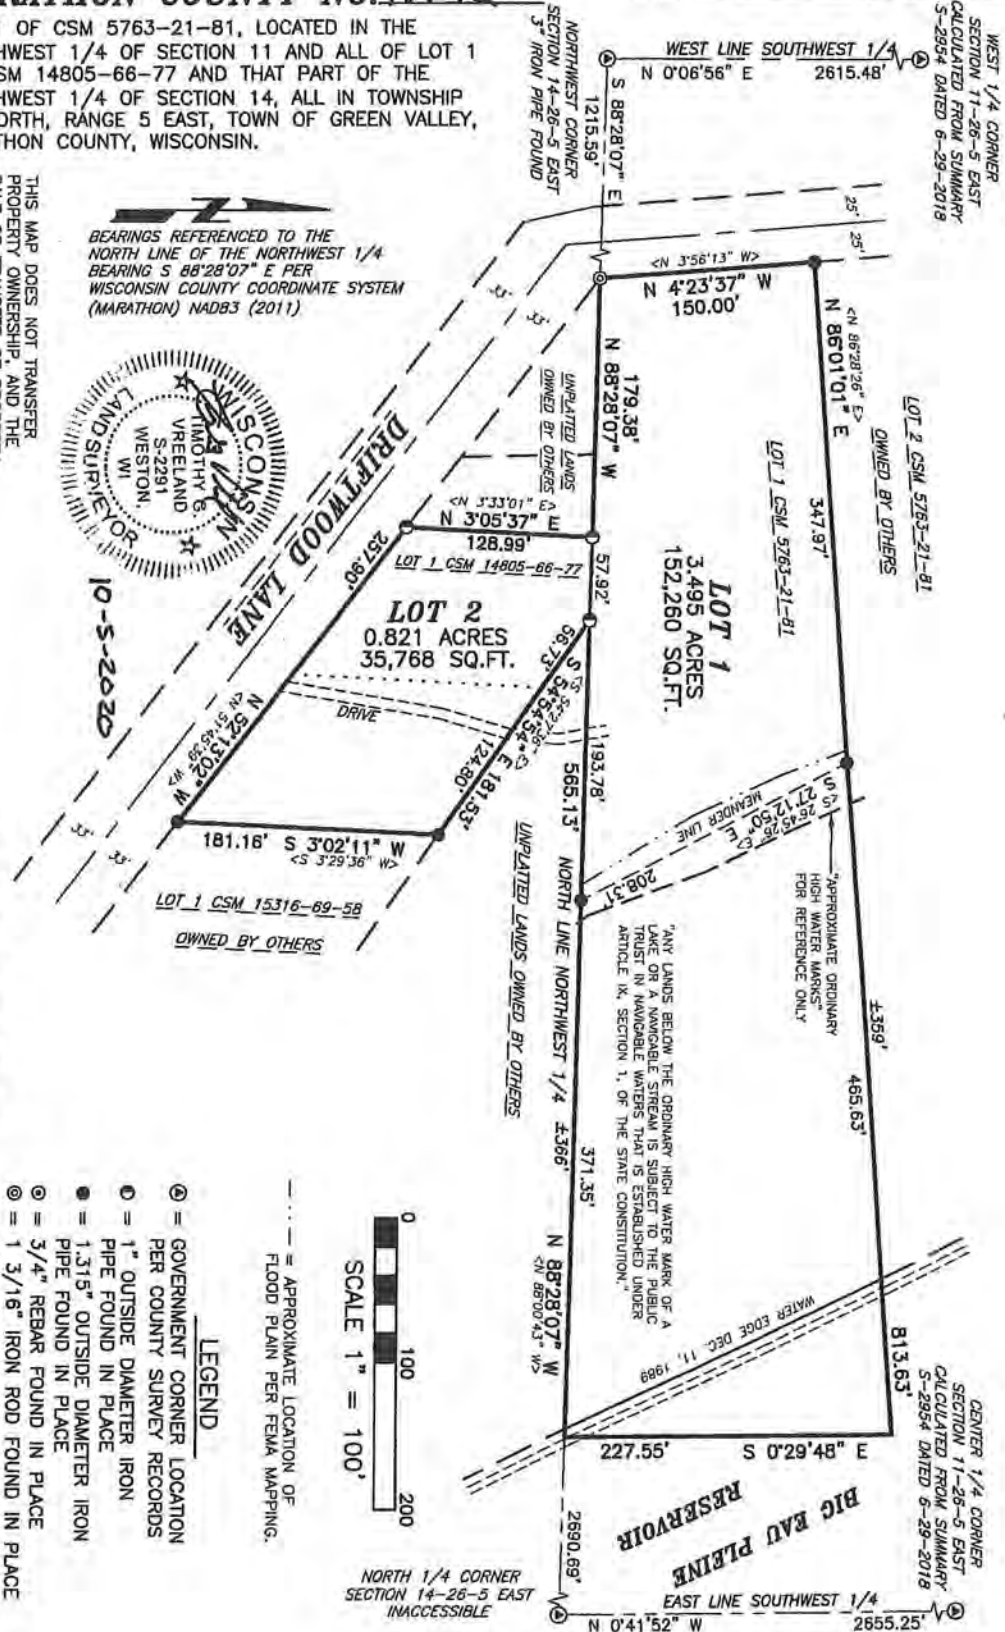 OF CSM 5763-21-81, LOCATED IN THE
HWEST 1/4 OF SECTION 11 AND ALL OF LOT 1
SM 14805-66-77 AND THAT PART OF THE
HWEST 1/4 OF SECTION 14, ALL IN TOWNSHIP
ORTH, RANGE 5 EAST, TOWN OF GREEN VALLEY,
THON COUNTY, WISCONSIN.
WEST 1/4 CORNER
SECTION 11-26-5 EAST
CALCULATED FROM SUMMARY
S-2954 DATED 6-29-2018
WEST LINE SOUTHWEST 1/4
N 0°06'56" E 2615.48'
NORTHWEST CORNER
SECTION 14-26-5 EAST
3" IRON PIPE FOUND
S 88°28'07" E
1215.59'
THIS MAP DOES NOT TRANSFER
PROPERTY OWNERSHIP, AND THE
BEARINGS REFERENCED TO THE
NORTH LINE OF THE NORTHWEST 1/4
BEARING S 88°28'07" E PER
WISCONSIN COUNTY COORDINATE SYSTEM
(MARATHON) NAD83 (2011)
25' 25'
<N 3°56'13" W>
N 4°23'37" W
150.00'
33'
33'
<N 86°28'26" E>
N 86°01'01" E
347.97'
LOT 2 CSM 5763-21-81
OWNED BY OTHERS
LOT 1 CSM 5763-21-81
179.38'
N 88°28'07" W
UNPLATTED LANDS
OWNED BY OTHERS
WISCONSIN
TIMOTHY G.
VREELAND
S-2291
WESTON,
WI
LAND SURVEYOR
10-5-2020
DRIFTWOOD LANE
<N 3°33'01" E>
N 3°05'37" E
128.99'
LOT 1 CSM 14805-66-77
57.92'
LOT 1
3.495 ACRES
152,260 SQ.FT.
LOT 2
0.821 ACRES
35,768 SQ.FT.
257.90'
N 52°13'02" W
<N 51°45'39" W>
DRIVE
56.73'
S 54°54'54" E 181.53'
<S 54°27'56" E>
124.80'
193.78'
565.13'
NORTH LINE NORTHWEST 1/4
MEANDER LINE
S 27°12'50" E
<S 26°45'26" E>
208.31'
"APPROXIMATE ORDINARY
HIGH WATER MARKS"
FOR REFERENCE ONLY
181.16' S 3°02'11" W
<S 3°29'36" W>
33'
33'
LOT 1 CSM 15316-69-58
OWNED BY OTHERS
UNPLATTED LANDS OWNED BY OTHERS
"ANY LANDS BELOW THE ORDINARY HIGH WATER MARK OF A
LAKE OR A NAVIGABLE STREAM IS SUBJECT TO THE PUBLIC
TRUST IN NAVIGABLE WATERS THAT IS ESTABLISHED UNDER
ARTICLE IX, SECTION 1, OF THE STATE CONSTITUTION."
±359'
465.63'
813.63'
±366'
371.35'
N 88°28'07" W
<N 88°00'43" W>
WATER EDGE DEC. 11, 1989
227.55' S 0°29'48" E
BIG EAU PLEINE
RESERVOIR
CENTER 1/4 CORNER
SECTION 11-26-5 EAST
CALCULATED FROM SUMMARY
S-2954 DATED 6-29-2018
2690.69'
EAST LINE SOUTHWEST 1/4
N 0°41'52" W 2655.25'
NORTH 1/4 CORNER
SECTION 14-26-5 EAST
INACCESSIBLE
0 100 200
SCALE 1" = 100'
= APPROXIMATE LOCATION OF
FLOOD PLAIN PER FEMA MAPPING.
LEGEND
= GOVERNMENT CORNER LOCATION
PER COUNTY SURVEY RECORDS
= 1" OUTSIDE DIAMETER IRON
PIPE FOUND IN PLACE
= 1.315" OUTSIDE DIAMETER IRON
PIPE FOUND IN PLACE
= 3/4" REBAR FOUND IN PLACE
= 1 3/16" IRON ROD FOUND IN PLACE